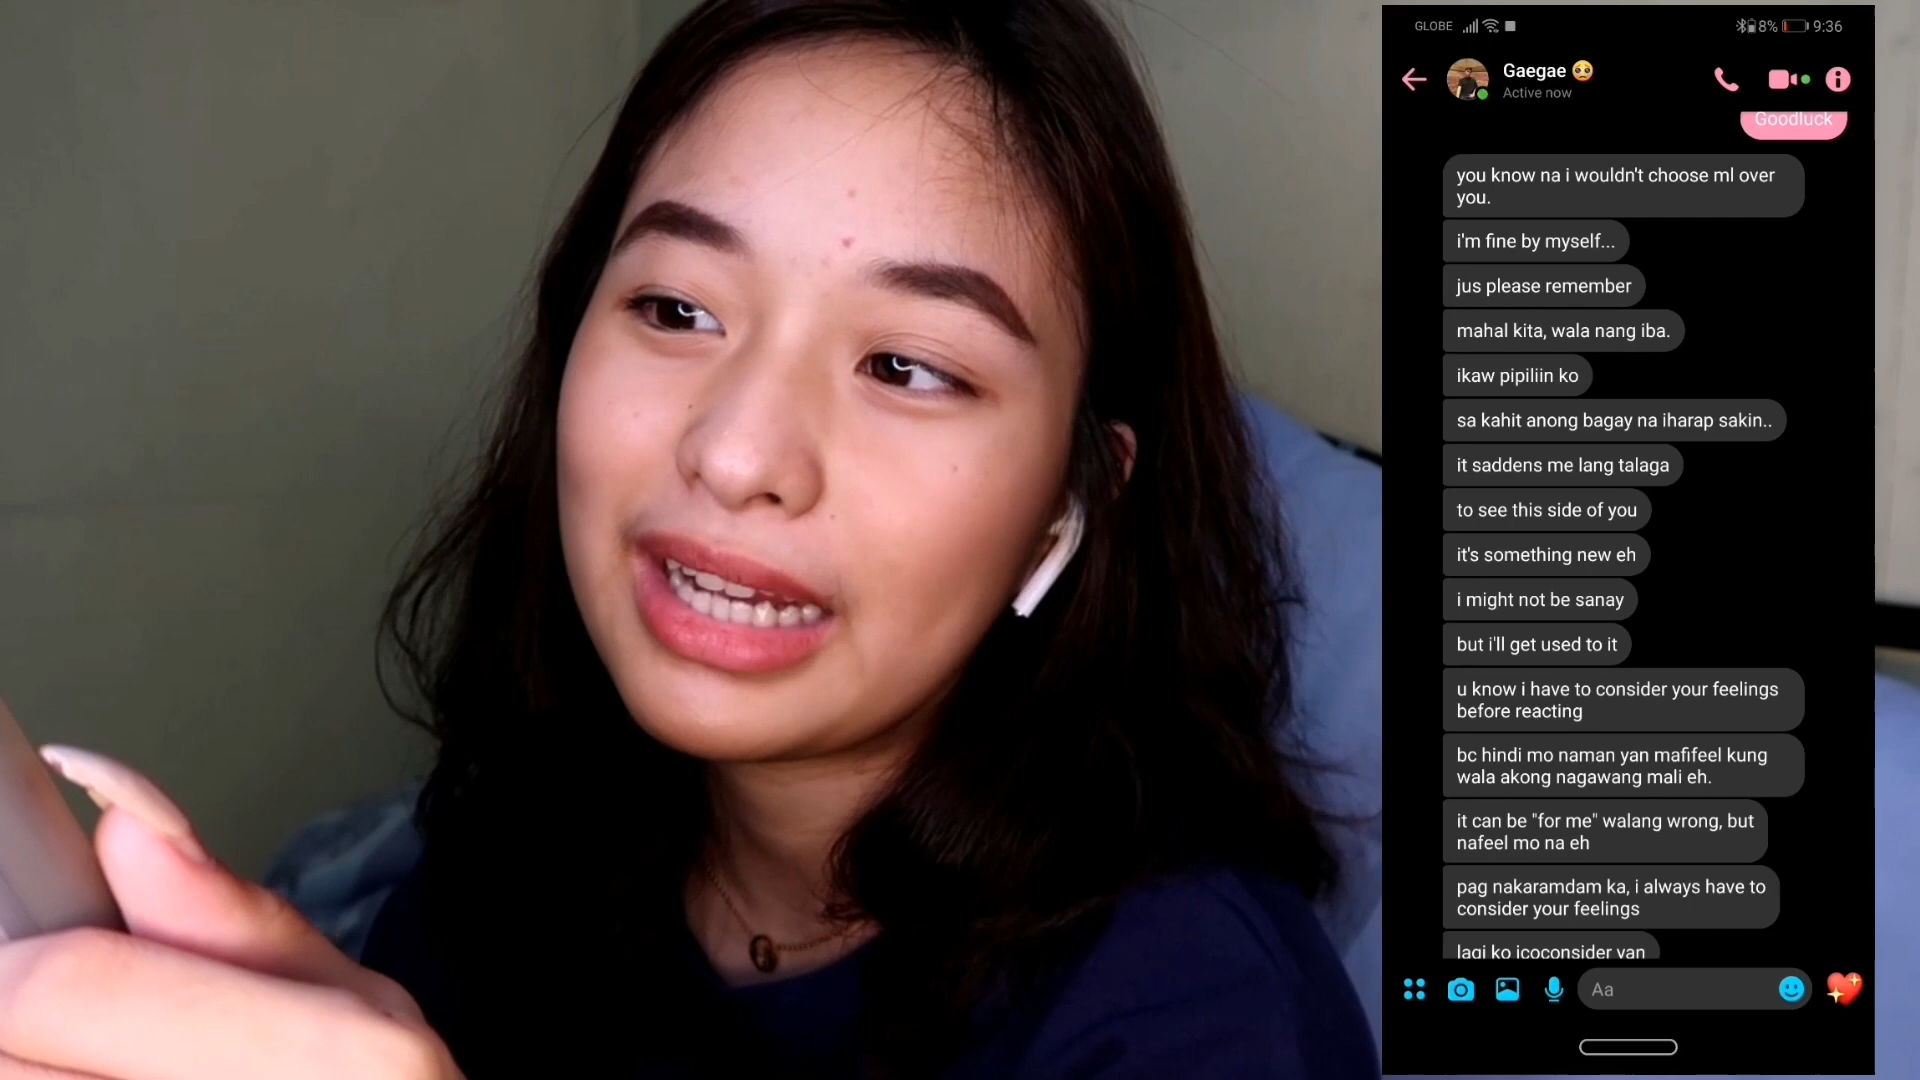 GLOBE
8% 9:36
Gaegae
Active now
Goodluck
you know na i wouldn't choose ml over
you.
i'm fine by myself...
jus please remember
mahal kita, wala nang iba.
ikaw pipiliin ko
sa kahit anong bagay na iharap sakin..
it saddens me lang talaga
to see this side of you
it's something new eh
i might not be sanay
but i'll get used to it
u know i have to consider your feelings
before reacting
bc hindi mo naman yan mafifeel kung
wala akong nagawang mali eh.
it can be "for me" walang wrong, but
nafeel mo na eh
pag nakaramdam ka, i always have to
consider your feelings
lagi ko icoconsider yan
Aa